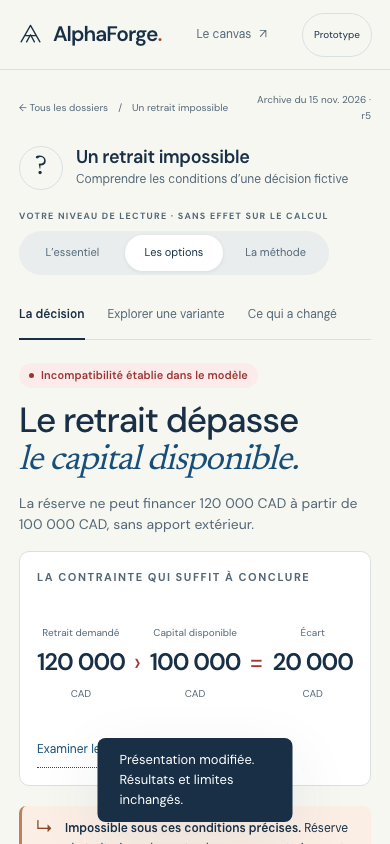 AlphaForge.
Le canvas ↗
Prototype
← Tous les dossiers / Un retrait impossible
Archive du 15 nov. 2026 ·
r5
?
Un retrait impossible
Comprendre les conditions d’une décision fictive
VOTRE NIVEAU DE LECTURE · SANS EFFET SUR LE CALCUL
L’essentiel
Les options
La méthode
La décision
Explorer une variante
Ce qui a changé
Incompatibilité établie dans le modèle
Le retrait dépasse
le capital disponible.
La réserve ne peut financer 120 000 CAD à partir de
100 000 CAD, sans apport extérieur.
LA CONTRAINTE QUI SUFFIT À CONCLURE
Retrait demandé
Capital disponible
Écart
120 000 › 100 000 = 20 000
CAD
CAD
CAD
Examiner
Présentation modifiée.
Résultats et limites
inchangés.
Impossible sous ces conditions précises. Réserve